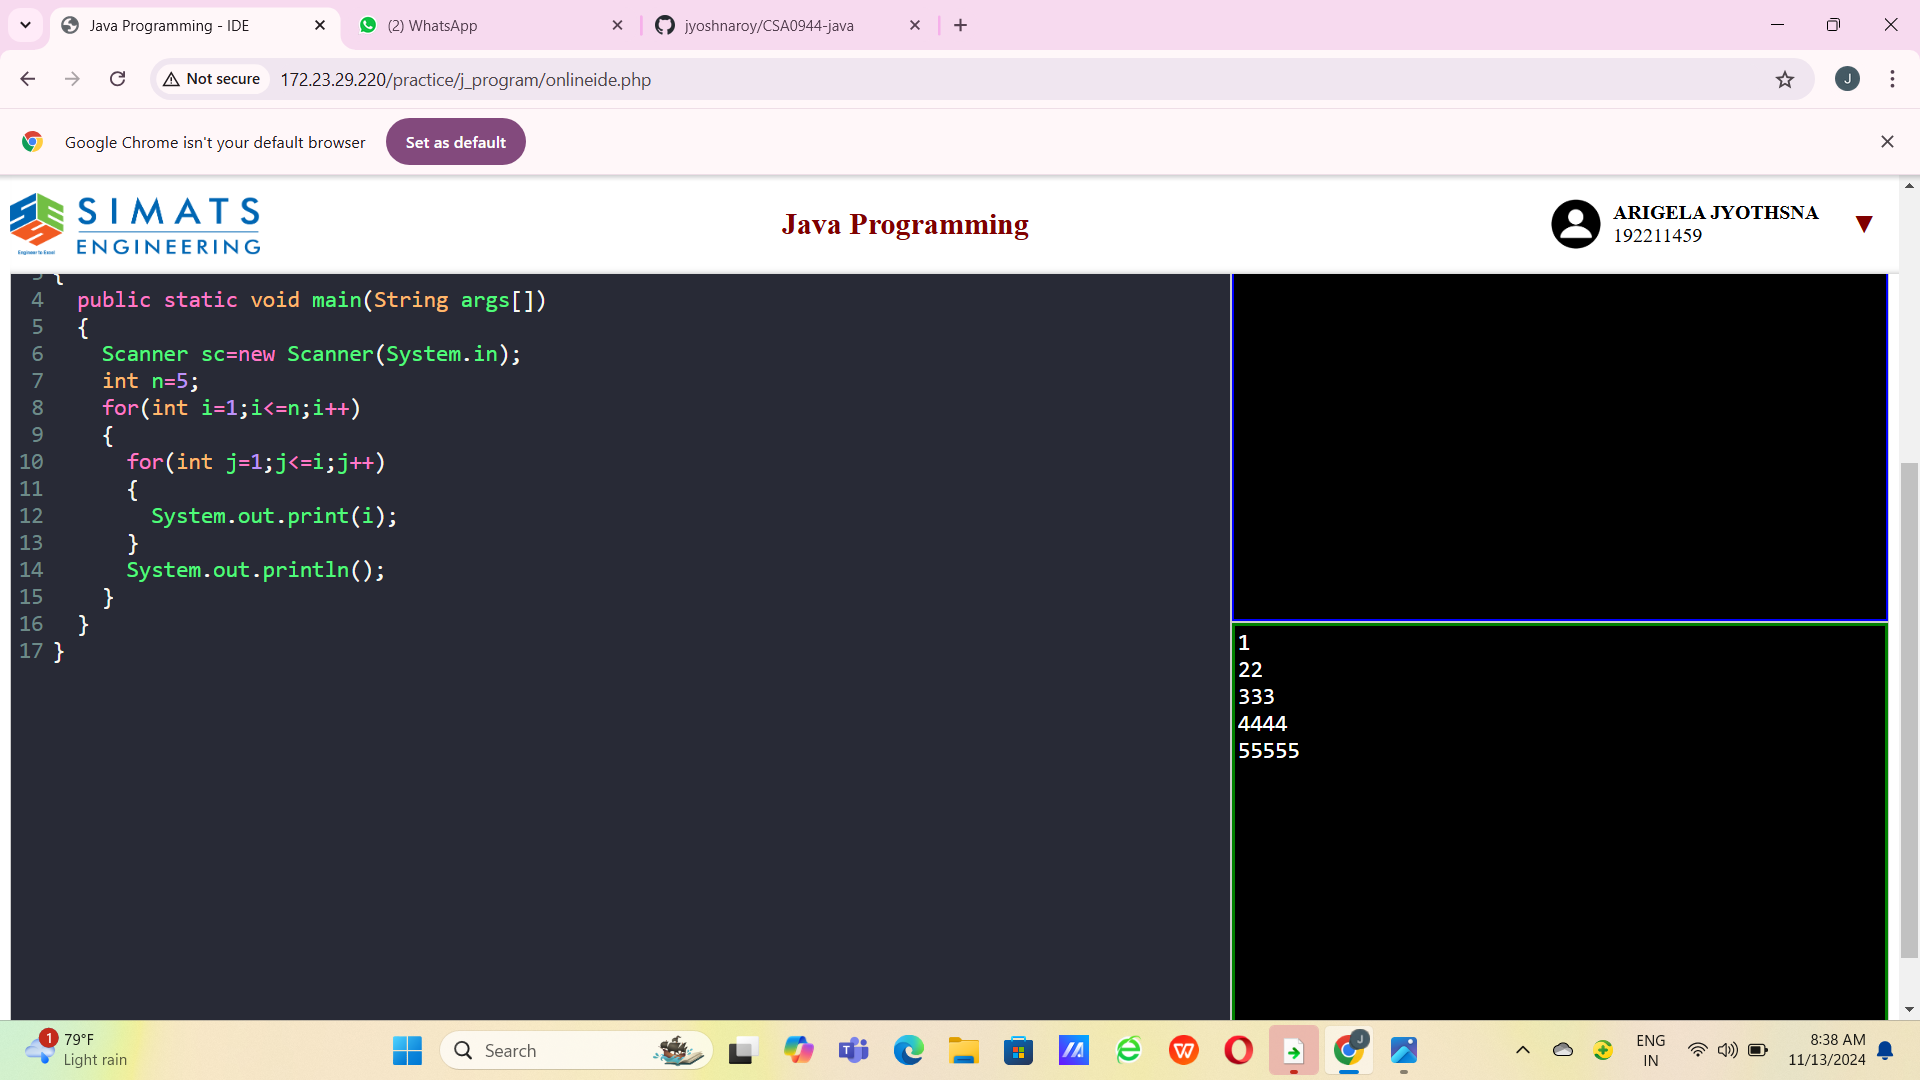 Java Programming - IDE
(2) WhatsApp
jyoshnaroy/CSA0944-java
Not secure
172.23.29.220/practice/j_program/onlineide.php
J
Google Chrome isn't your default browser
Set as default
SIMATS
ENGINEERING
Engineer to Excel
Java Programming
ARIGELA JYOTHSNA
192211459
3 {
4 public static void main(String args[])
5 {
6 Scanner sc=new Scanner(System.in);
7 int n=5;
8 for(int i=1;i<=n;i++)
9 {
10 for(int j=1;j<=i;j++)
11 {
12 System.out.print(i);
13 }
14 System.out.println();
15 }
16 }
17 }
1
22
333
4444
55555
1
79°F
Light rain
Search
J
ENG
IN
8:38 AM
11/13/2024